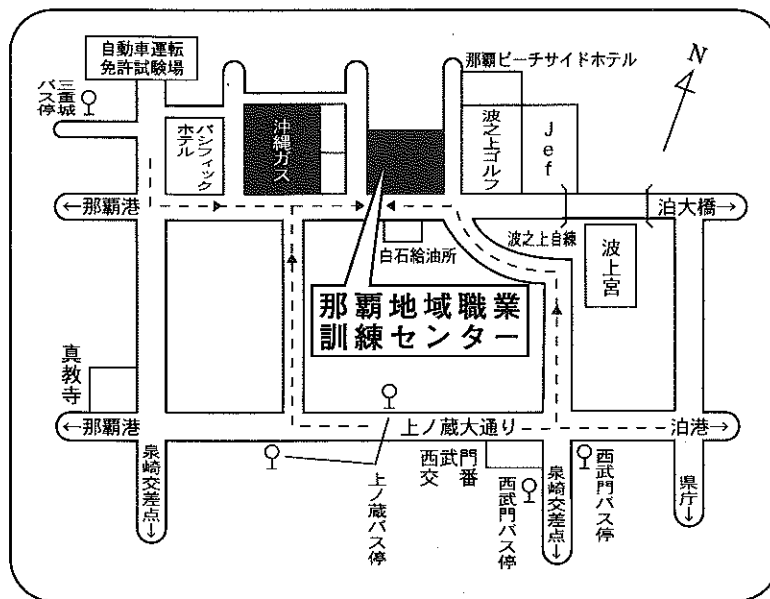 自動車運転
免許試験場
三重城
バス停
那覇ビーチサイドホテル
N
パシフィック
ホテル
沖縄ガス
波之上ゴルフ
Jef
←那覇港
泊大橋→
波之上自練
波上宮
白石給油所
那覇地域職業
訓練センター
真教寺
←那覇港
上ノ蔵大通り
泊港→
泉崎交差点→
上ノ蔵バス停
西武門
交番
西武門バス停
泉崎交差点→
西武門バス停
県庁→